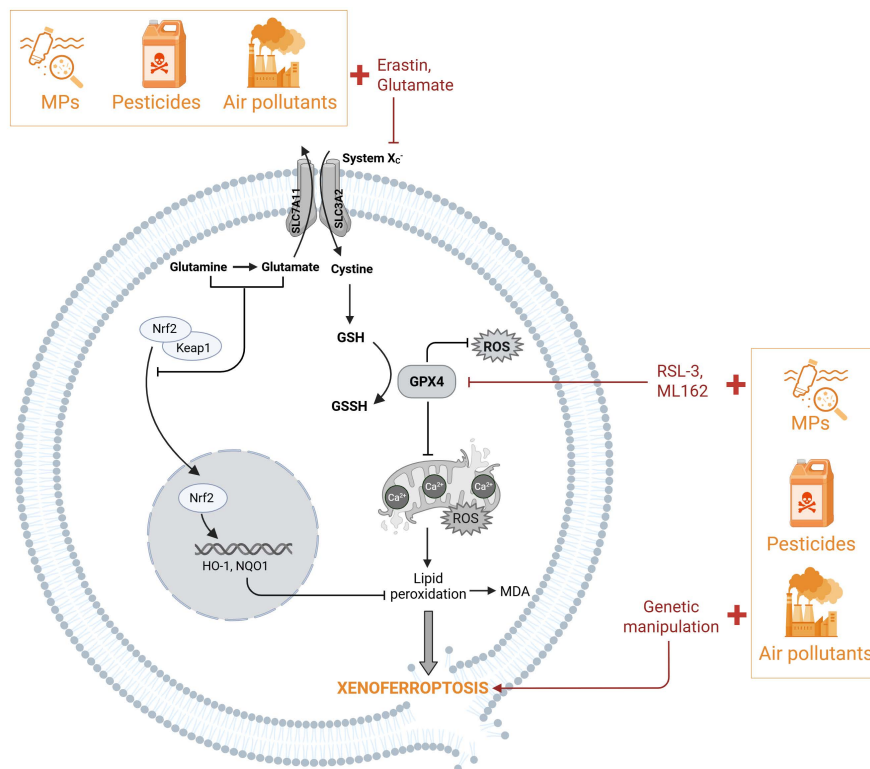 MPs
Pesticides
Air pollutants
Erastin,
Glutamate
System Xc-
SLC7A11
SLC3A2
Glutamine
Glutamate
Cystine
Nrf2
Keap1
GSH
ROS
GPX4
GSSH
RSL-3,
ML162
MPs
Ca2+
Ca2+
Ca2+
ROS
Nrf2
HO-1, NQO1
Pesticides
Lipid
peroxidation
MDA
Genetic
manipulation
Air pollutants
XENOFERROPTOSIS